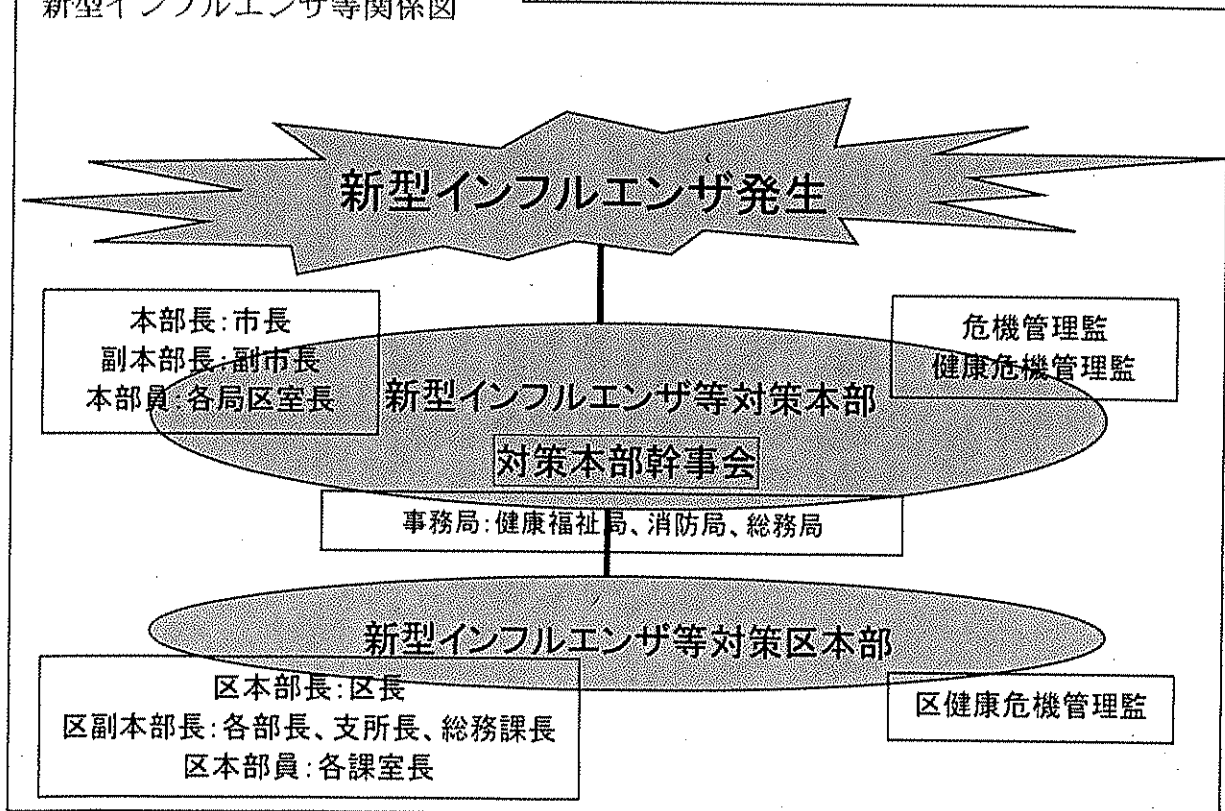 新型インフルエンザ等関係図
新型インフルエンザ発生
本部長:市長
副本部長:副市長
本部員:各局区室長
危機管理監
健康危機管理監
新型インフルエンザ等対策本部
対策本部幹事会
事務局:健康福祉局、消防局、総務局
新型インフルエンザ等対策区本部
区本部長:区長
区副本部長:各部長、支所長、総務課長
区本部員:各課室長
区健康危機管理監